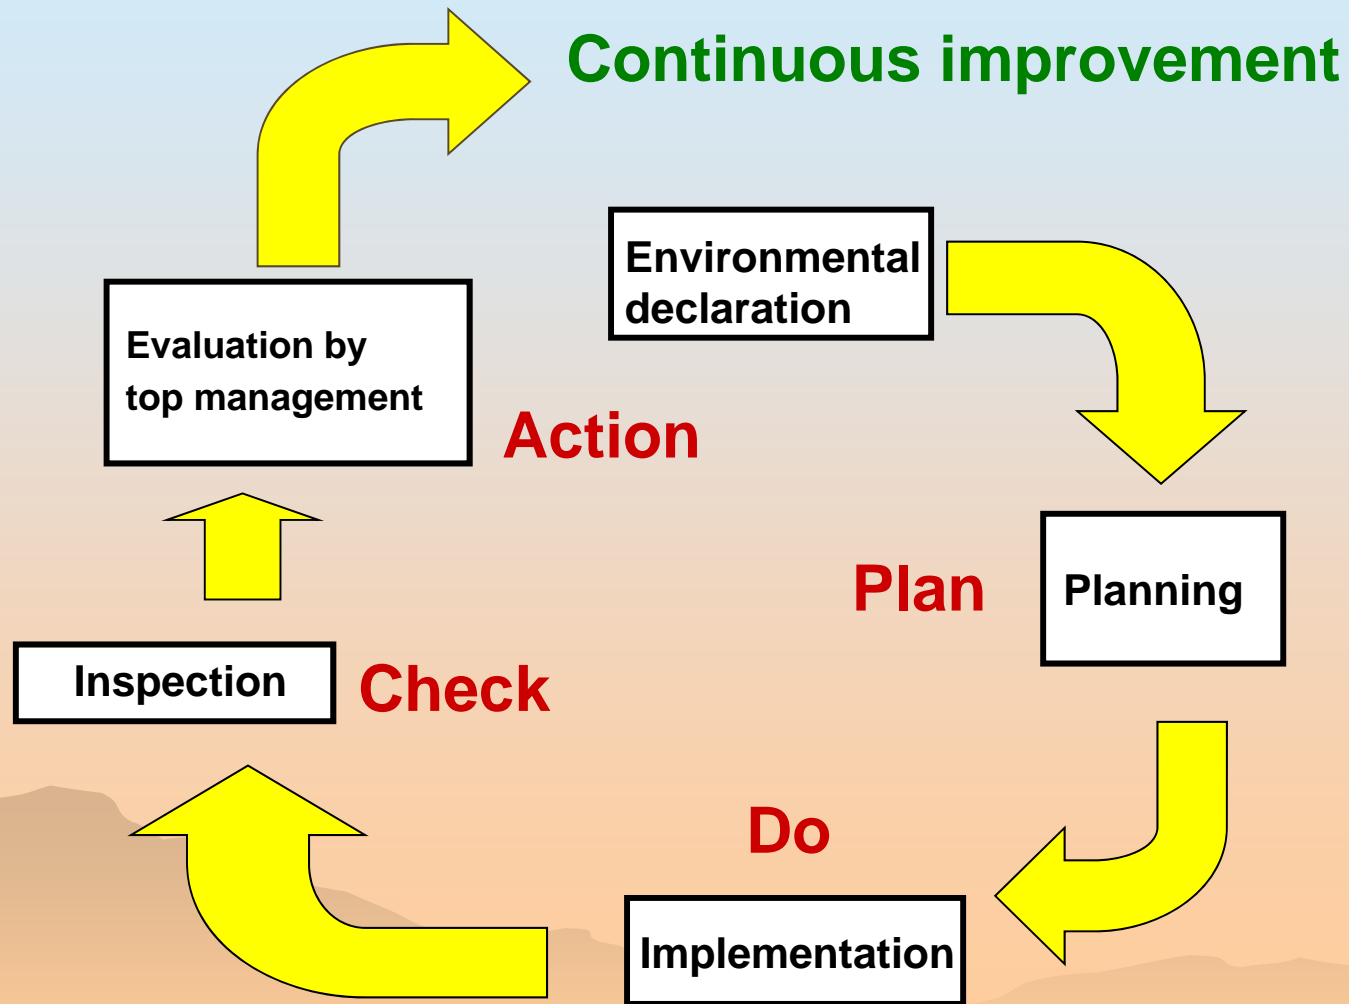 Continuous improvement
Environmental
declaration
Evaluation by
top management
Action
Plan
Planning
Inspection
Check
Do
Implementation